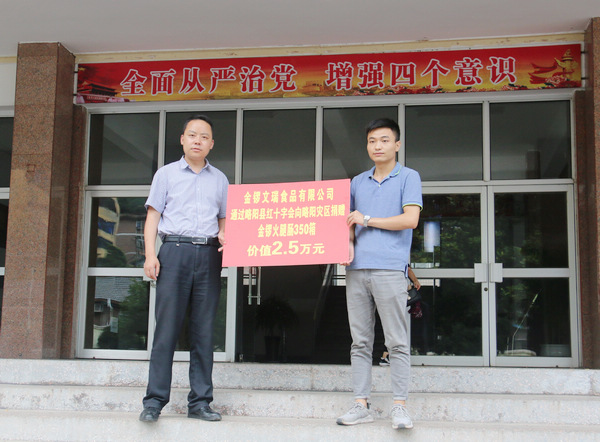 全面从严治党 增强四个意识
金锣文瑞食品有限公司
通过略阳县红十字会向略阳灾区捐赠
金锣火腿肠350箱
价值2.5万元